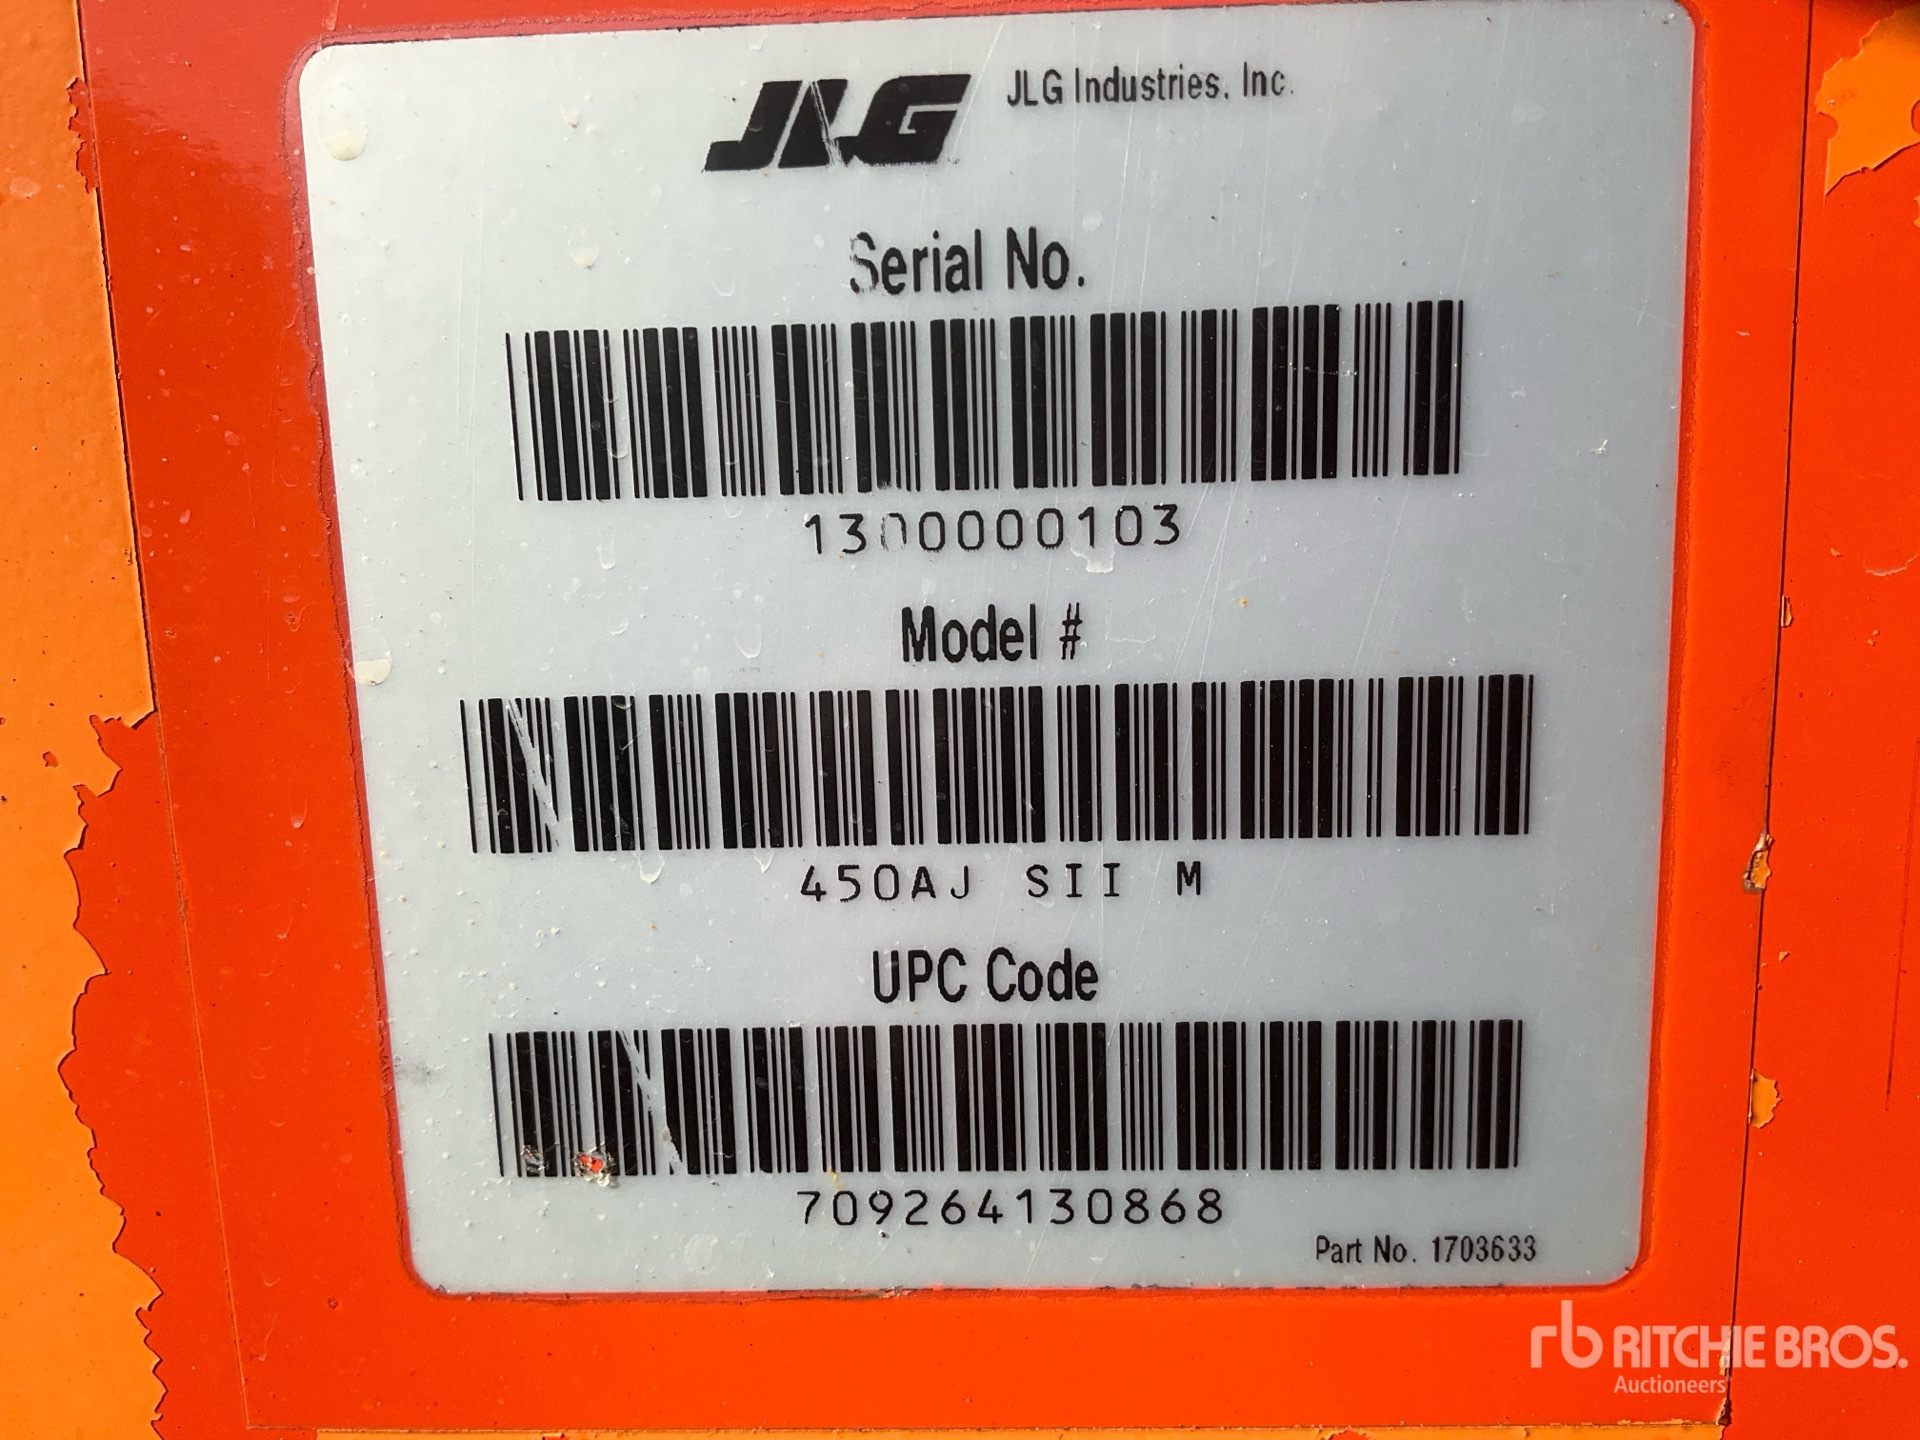 JLG JLG Industries, Inc.
Serial No.
1300000103
Model #
450AJ SII M
UPC Code
709264130868
Part No. 1703633
rb RITCHIE BROS.
Auctioneers